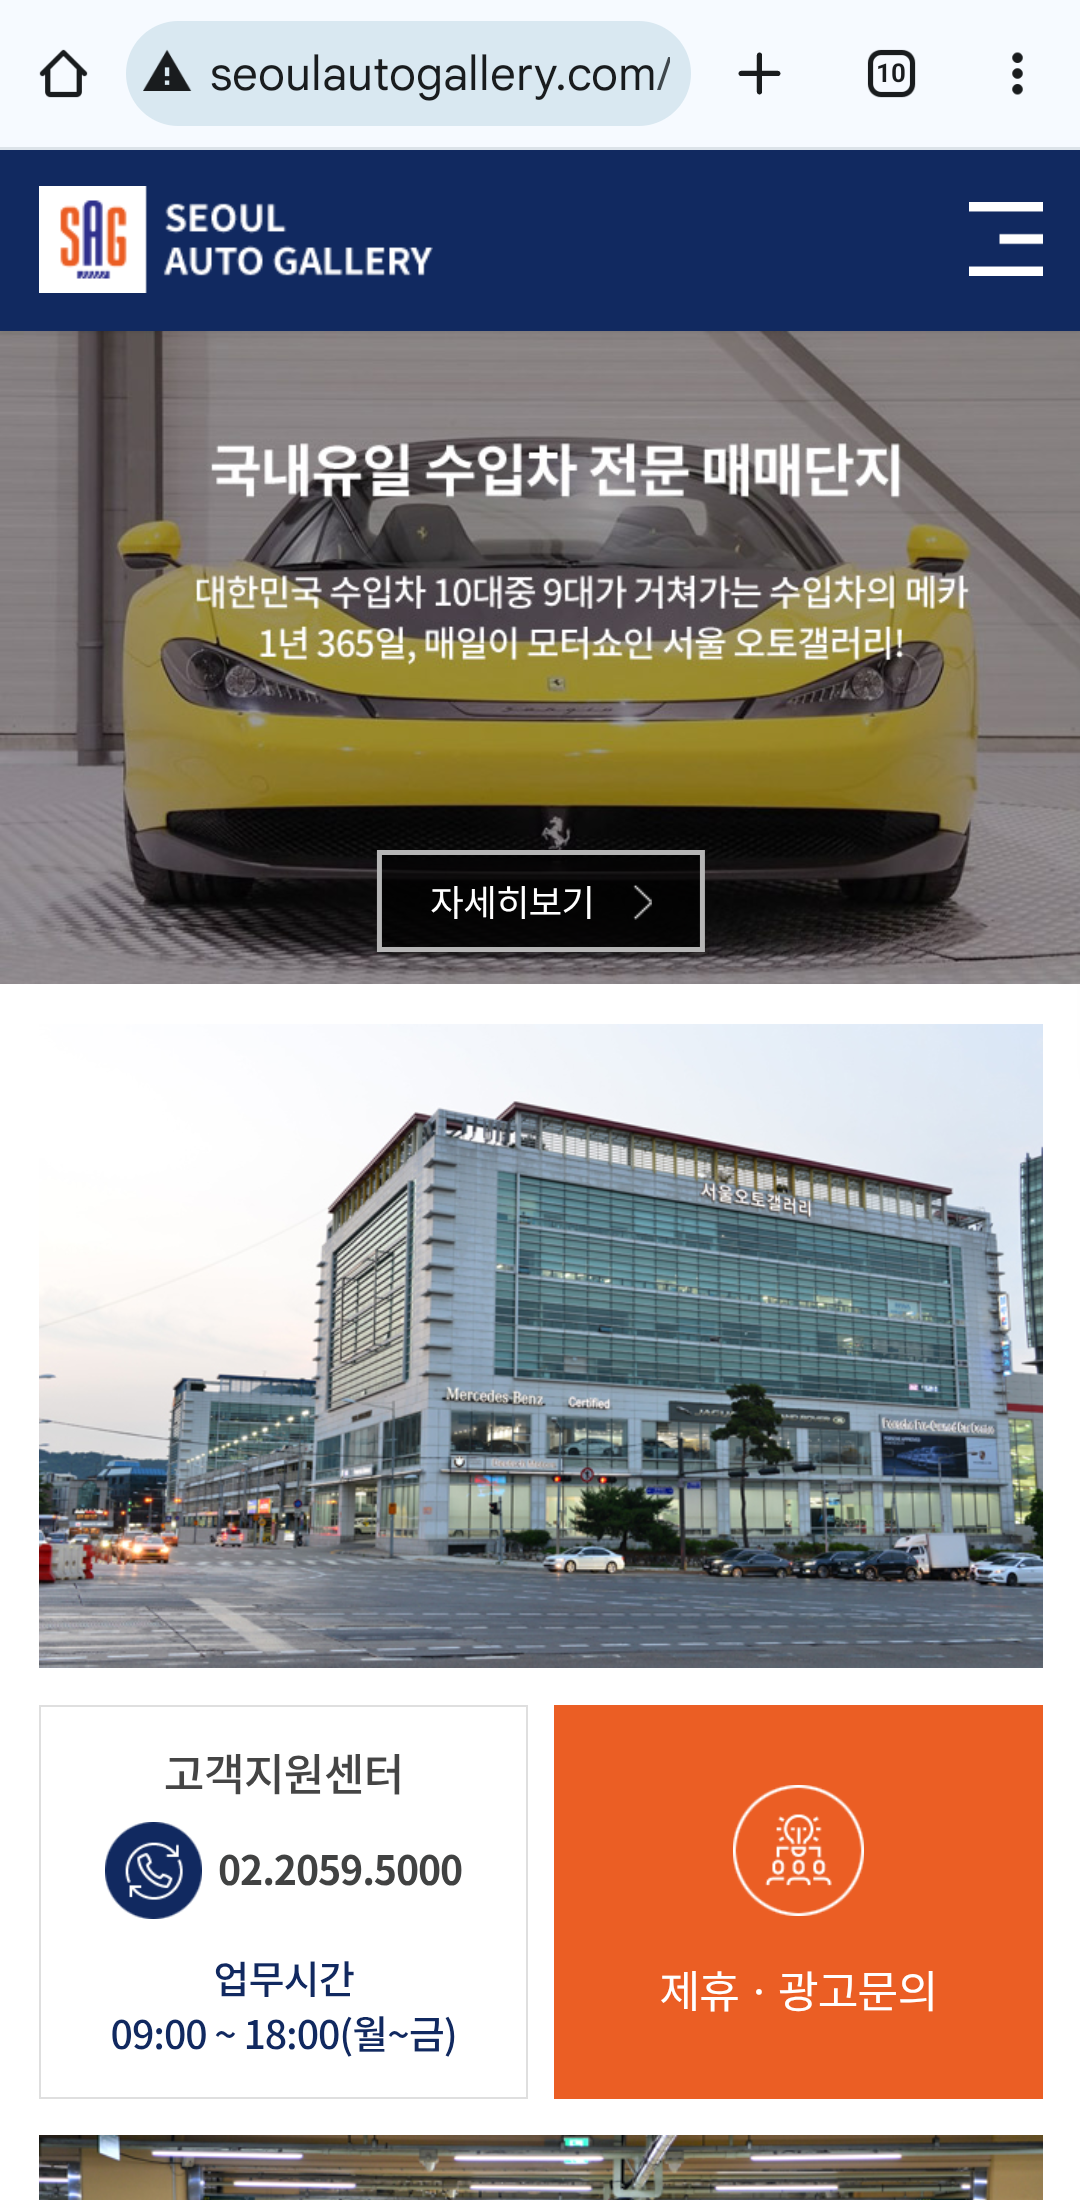 seoulautogallery.com/
10
SAG
SEOUL
AUTO GALLERY
국내유일 수입차 전문 매매단지
대한민국 수입차 10대중 9대가 거쳐가는 수입차의 메카
1년 365일, 매일이 모터쇼인 서울 오토갤러리!
자세히보기
서울오토갤러리
Mercedes-Benz Certified
JAGUAR LAND ROVER
고객지원센터
02.2059.5000
업무시간
09:00 ~ 18:00(월~금)
제휴 · 광고문의